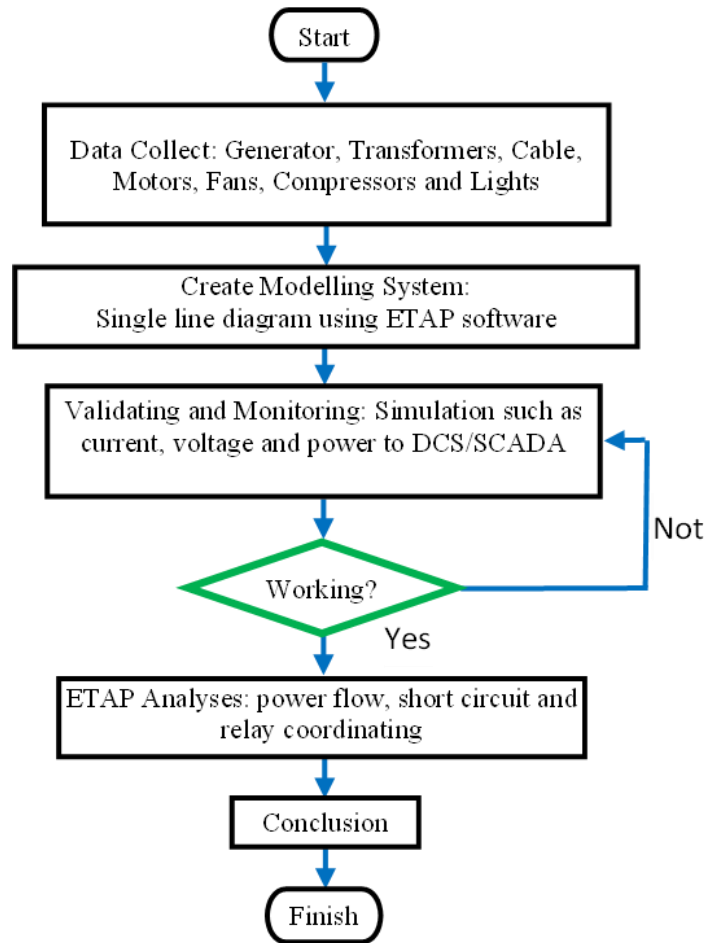 Start
Data Collect: Generator, Transformers, Cable,
Motors, Fans, Compressors and Lights
Create Modelling System:
Single line diagram using ETAP software
Validating and Monitoring: Simulation such as
current, voltage and power to DCS/SCADA
Not
Working?
Yes
ETAP Analyses: power flow, short circuit and
relay coordinating
Conclusion
Finish